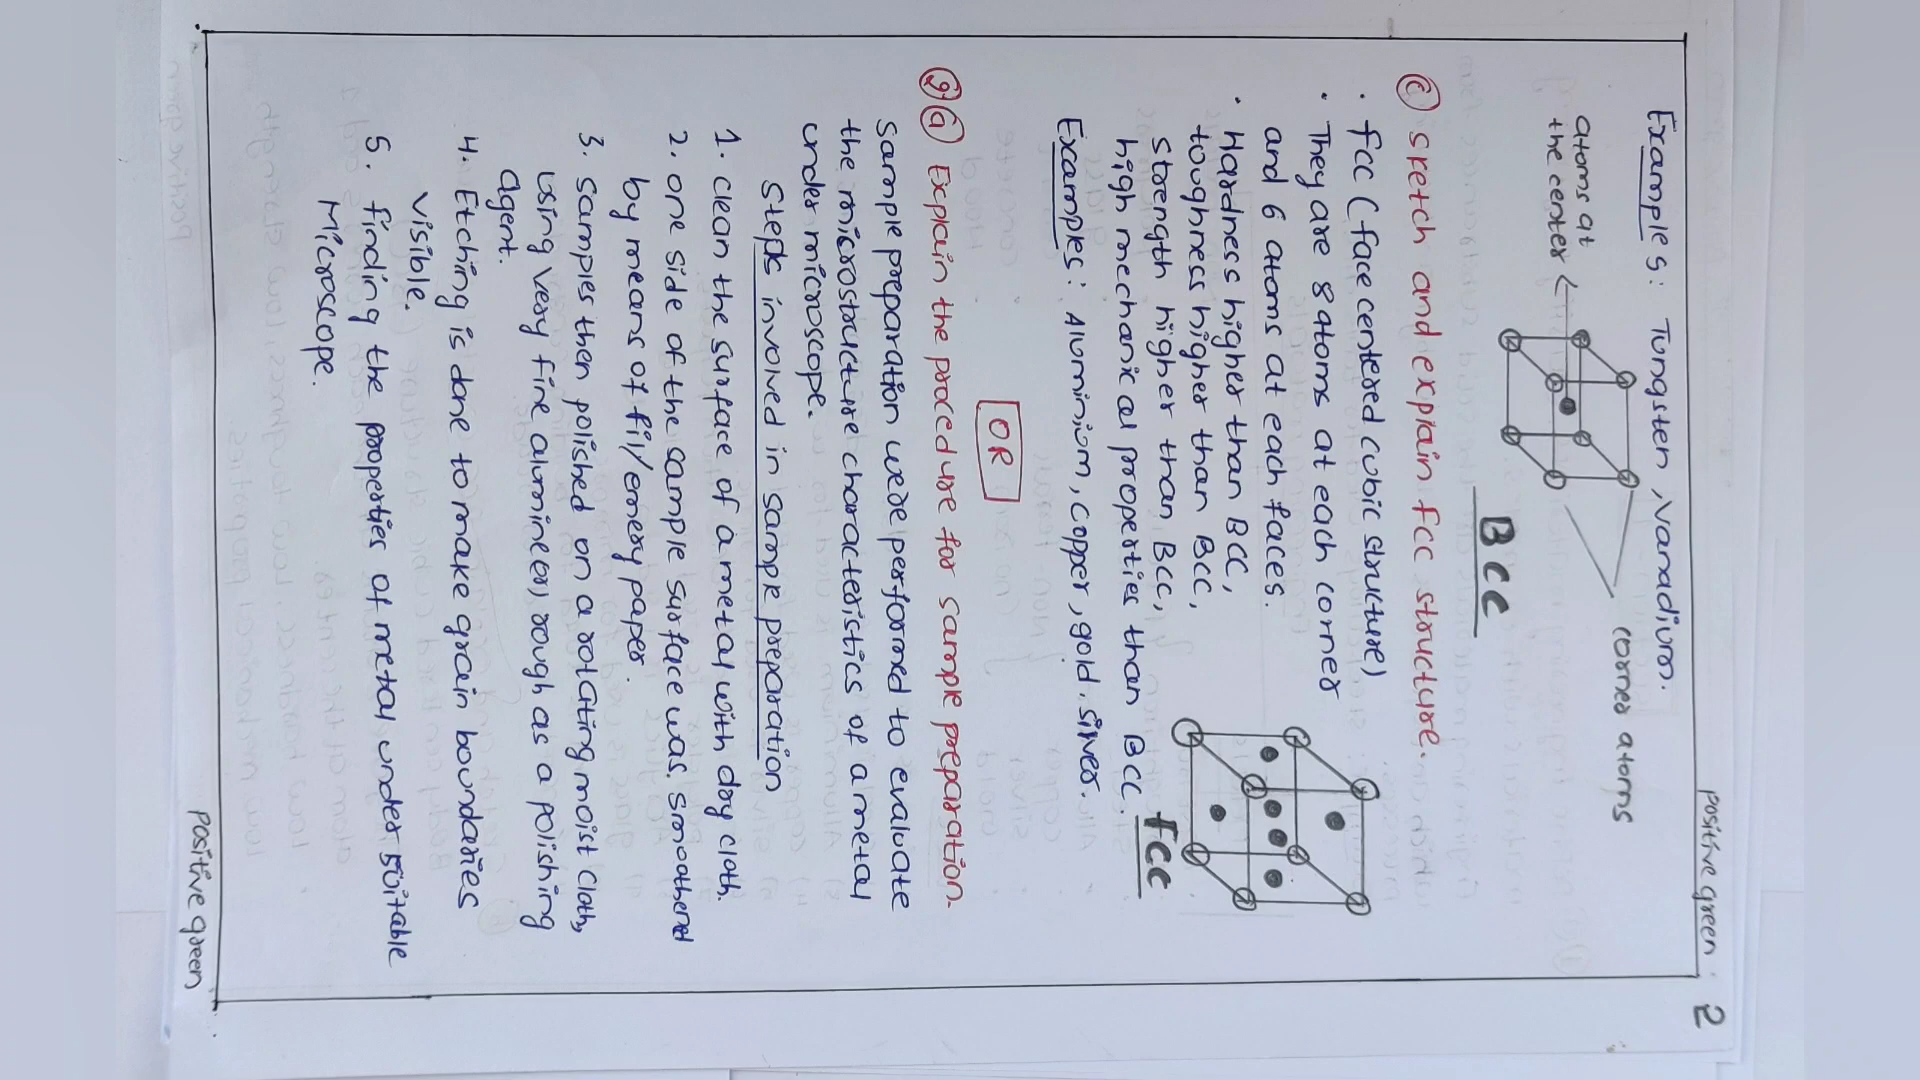 positive green. 2
Examples: Tungsten, Vanadium.
corner atoms
atoms at
the center
BCC
C sketch and explain fcc structure.
• fcc (face centered cubic structure)
• They are 8 atoms at each corner
and 6 atoms at each faces.
• Hardness higher than BCC,
toughness higher than BCC,
strength higher than BCC,
high mechanical properties than BCC.
fcc
Examples: Aluminium, copper, gold. silver.
OR
2 a Explain the procedure for sample preparation.
sample preparation were performed to evaluate
the microstructure characteristics of a metal
under microscope.
Steps involved in sample preparation
1. clean the surface of a metal with dry cloth.
2. one side of the sample surface was smoothened
by means of fil/emery paper.
3. samples then polished on a rotating moist cloth,
using very fine alumineer, rough as a polishing
agent.
4. Etching is done to make grain boundaries
visible.
5. finding the properties of metal under suitable
Microscope.
positive green